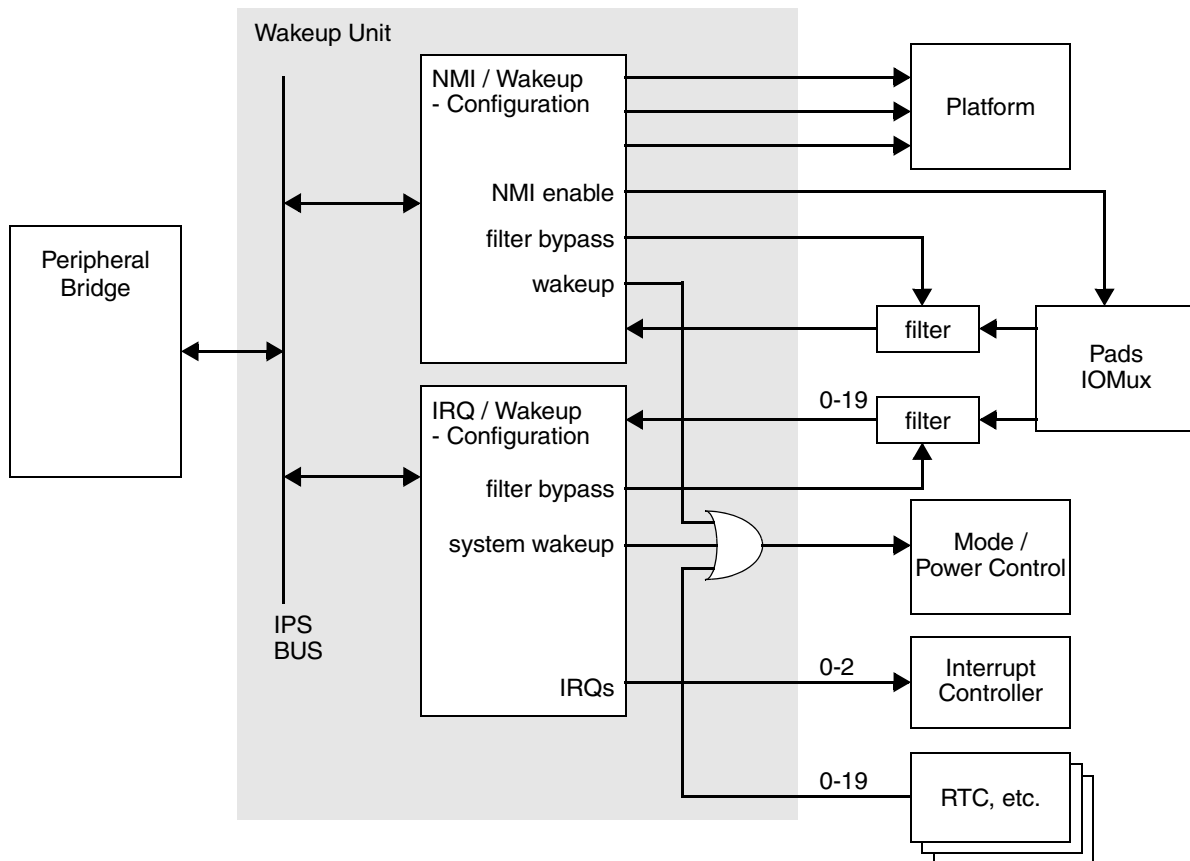 Wakeup Unit
NMI / Wakeup
- Configuration
NMI enable
filter bypass
wakeup
Platform
Peripheral
Bridge
filter
Pads
IOMux
IRQ / Wakeup
- Configuration
0-19
filter
filter bypass
system wakeup
Mode /
Power Control
IPS
BUS
IRQs
0-2
Interrupt
Controller
0-19
RTC, etc.